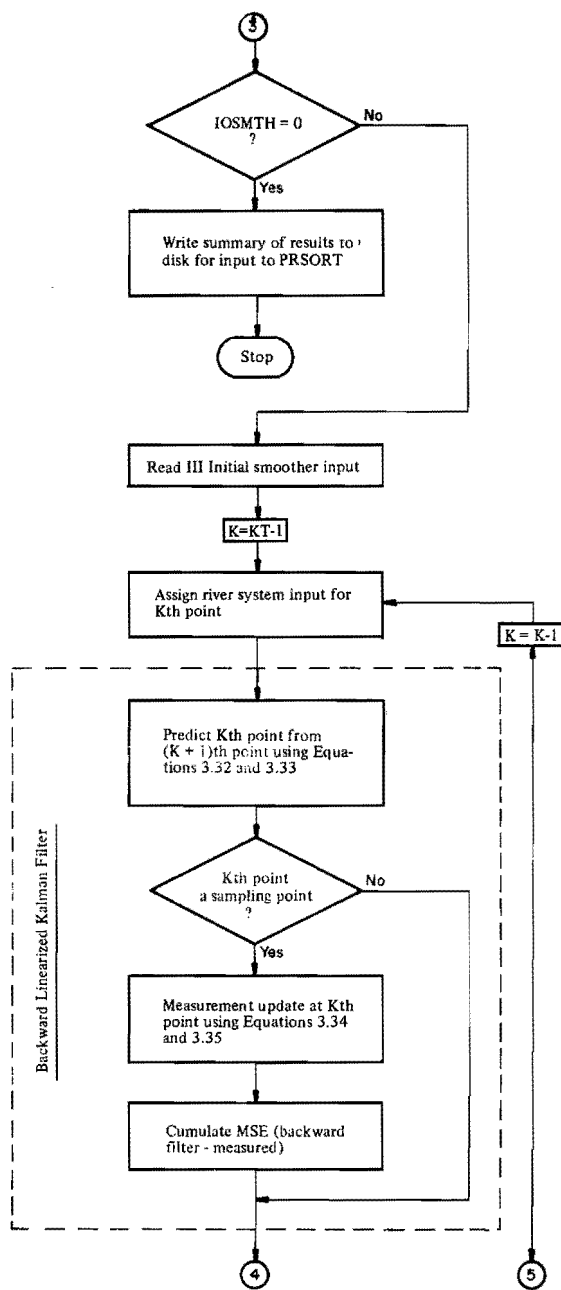 3
IOSMTH = 0
?
No
Yes
Write summary of results to
disk for input to PRSORT
Stop
Read III Initial smoother input
K=KT-1
Assign river system input for
Kth point
K = K-1
Predict Kth point from
(K + 1)th point using Equa-
tions 3.32 and 3.33
Backward Linearized Kalman Filter
Kth point
a sampling point
?
No
Yes
Measurement update at Kth
point using Equations 3.34
and 3.35
Cumulate MSE (backward
filter - measured)
4
5